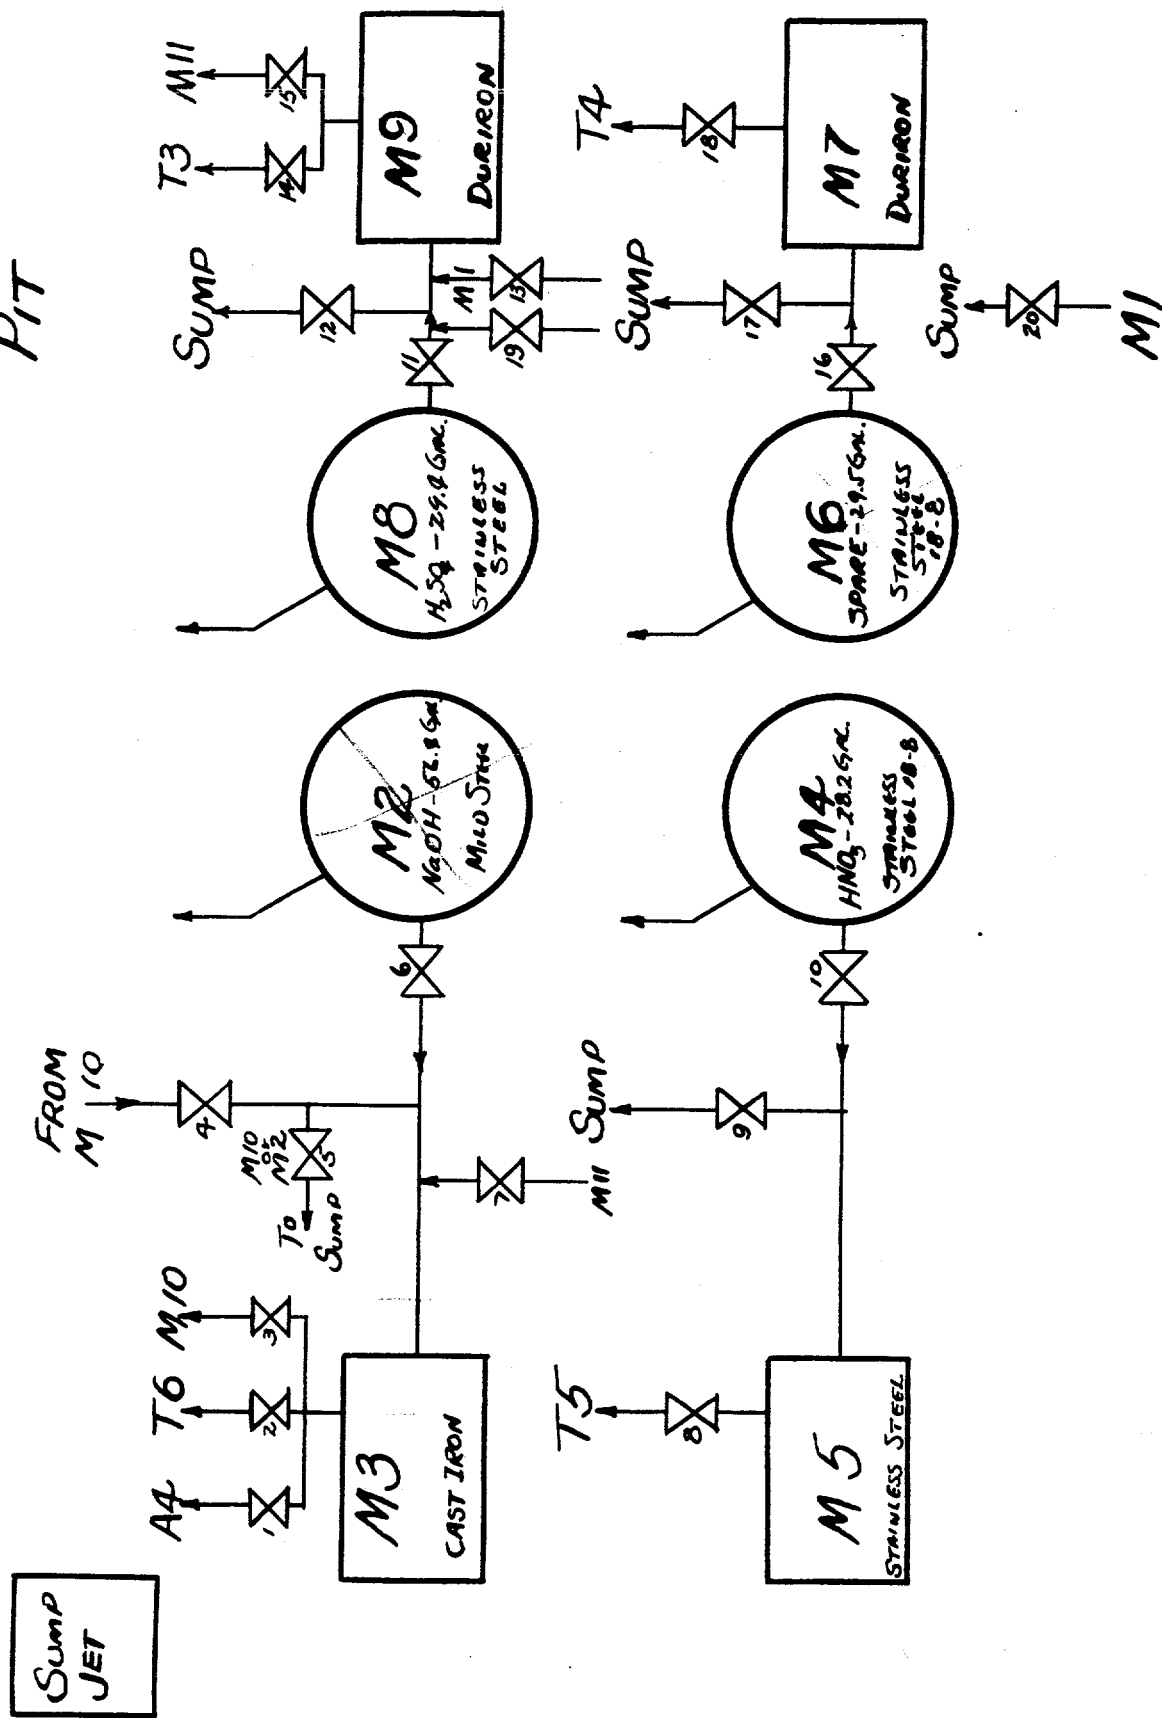 PIT
SUMP
JET
A4
T6
M10
1
2
3
FROM
M 10
4
M10
OR
M2
5
TO
SUMP
6
7
M11
M3
CAST IRON
M2
NaOH-56.8 GAL.
MILD STEEL
M8
H2SO4-29.4 GAL.
STAINLESS
STEEL
SUMP
12
11
19
M1
13
T3
M11
14
15
M9
DURIRON
T5
8
M5
STAINLESS STEEL
SUMP
9
10
M4
HNO3-28.2 GAL.
STAINLESS
STEEL 18-8
M6
SPARE-29.5 GAL.
STAINLESS
STEEL
18-8
16
SUMP
17
T4
18
M7
DURIRON
SUMP
20
M1